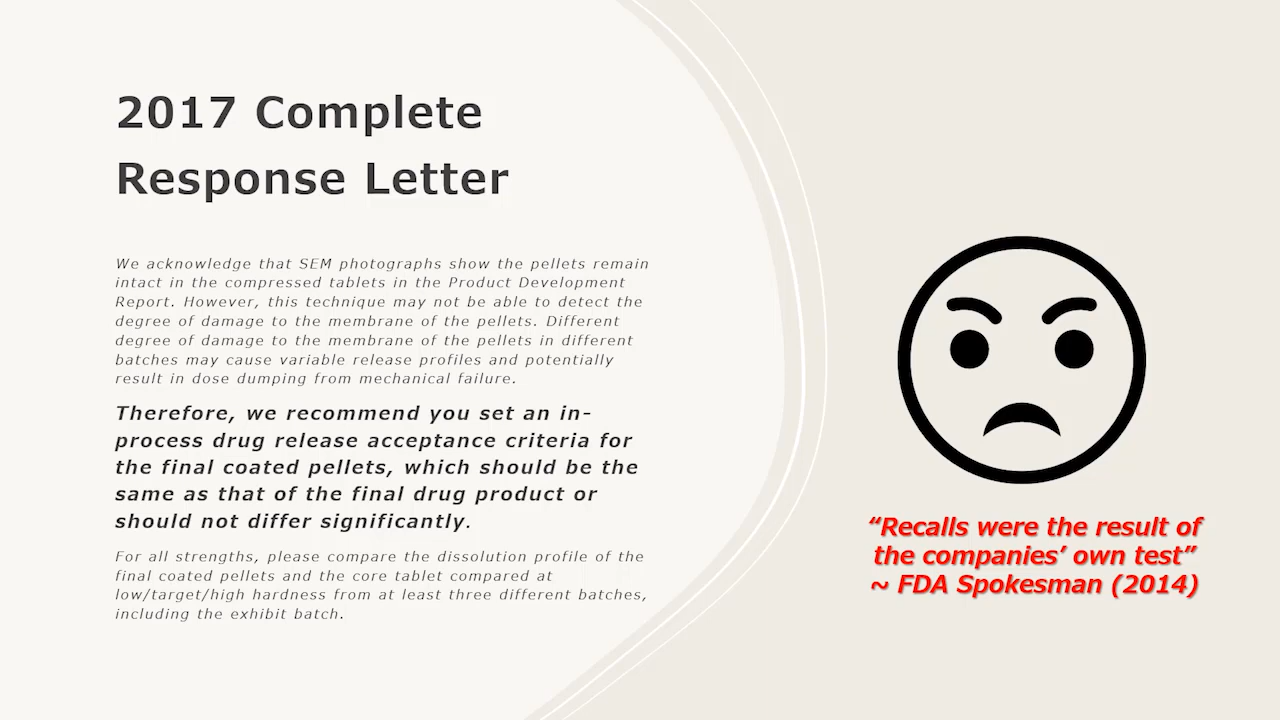 2017 Complete
Response Letter
We acknowledge that SEM photographs show the pellets remain
intact in the compressed tablets in the Product Development
Report. However, this technique may not be able to detect the
degree of damage to the membrane of the pellets. Different
degree of damage to the membrane of the pellets in different
batches may cause variable release profiles and potentially
result in dose dumping from mechanical failure.
Therefore, we recommend you set an in-
process drug release acceptance criteria for
the final coated pellets, which should be the
same as that of the final drug product or
should not differ significantly.
For all strengths, please compare the dissolution profile of the
final coated pellets and the core tablet compared at
low/target/high hardness from at least three different batches,
including the exhibit batch.
“Recalls were the result of
the companies’ own test”
~ FDA Spokesman (2014)